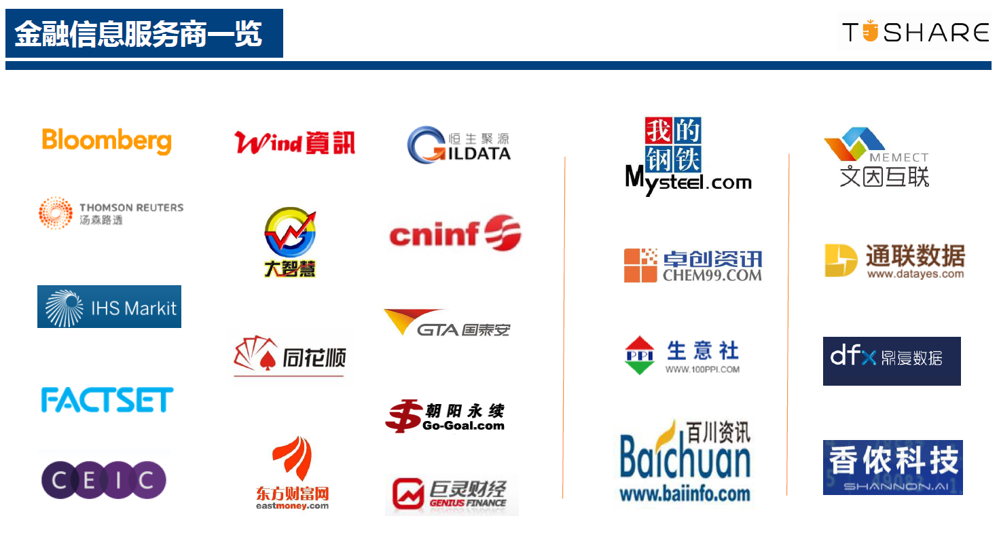 金融信息服务商一览
TUSHARE
Bloomberg
THOMSON REUTERS
汤森路透
IHS Markit
FACTSET
CEIC
Wind資訊
大智慧
同花顺
东方财富网
eastmoney.com
恒生聚源
GILDATA
cninf
GTA国泰安
朝阳永续
Go-Goal.com
巨灵财经
GENIUS FINANCE
我的
钢铁
Mysteel.com
卓创资讯
CHEM99.COM
PPI 生意社
WWW.100PPI.COM
百川资讯
Baichuan
www.baiinfo.com
MEMECT
文因互联
通联数据
www.datayes.com
dfx 鼎复数据
香侬科技
SHANNON.AI